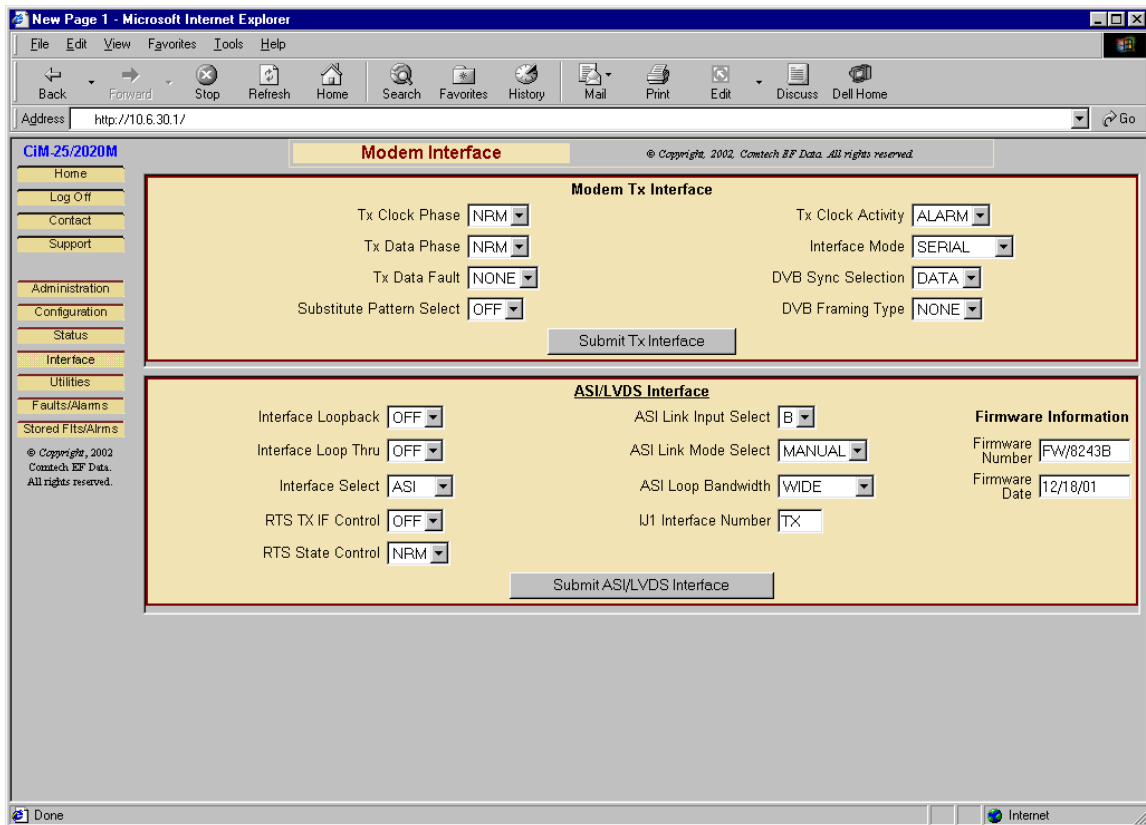 New Page 1 - Microsoft Internet Explorer
File Edit View Favorites Tools Help
Back Forward Stop Refresh Home Search Favorites History Mail Print Edit Discuss Dell Home
Address http://10.6.30.1/ Go
CiM-25/2020M
Home
Log Off
Contact
Support
Administration
Configuration
Status
Interface
Utilities
Faults/Alarms
Stored Flts/Alrms
© Copyright, 2002
Comtech EF Data.
All rights reserved.
Modem Interface © Copyright, 2002, Comtech EF Data. All rights reserved.
Modem Tx Interface
Tx Clock Phase NRM Tx Clock Activity ALARM
Tx Data Phase NRM Interface Mode SERIAL
Tx Data Fault NONE DVB Sync Selection DATA
Substitute Pattern Select OFF DVB Framing Type NONE
Submit Tx Interface
ASI/LVDS Interface
Interface Loopback OFF ASI Link Input Select B Firmware Information
Interface Loop Thru OFF ASI Link Mode Select MANUAL Firmware Number FW/8243B
Interface Select ASI ASI Loop Bandwidth WIDE Firmware Date 12/18/01
RTS TX IF Control OFF IJ1 Interface Number TX
RTS State Control NRM
Submit ASI/LVDS Interface
Done Internet